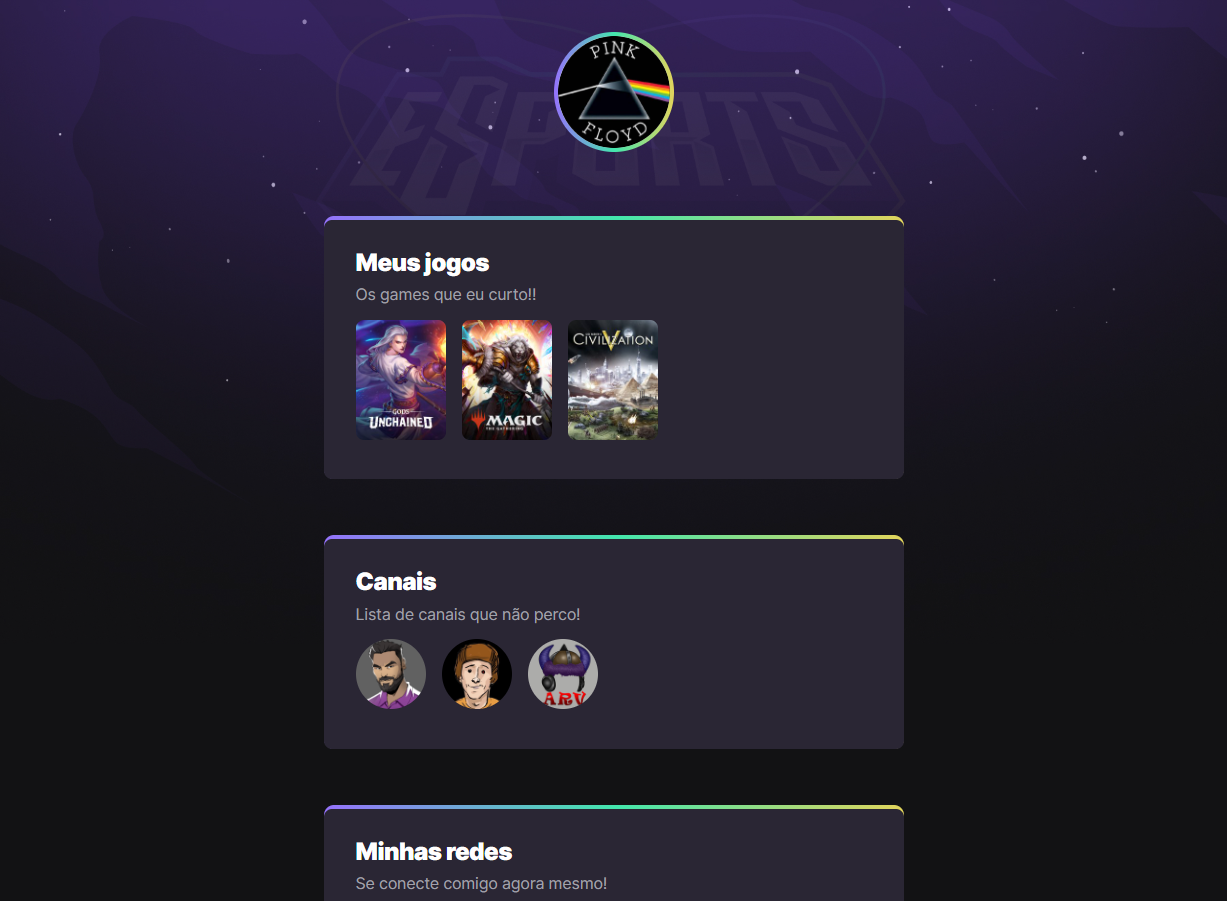 PINK
FLOYD
ESPORTS
Meus jogos
Os games que eu curto!!
GODS
UNCHAINED
MAGIC
THE GATHERING
CIVILIZATION
V
Canais
Lista de canais que não perco!
ARV
Minhas redes
Se conecte comigo agora mesmo!